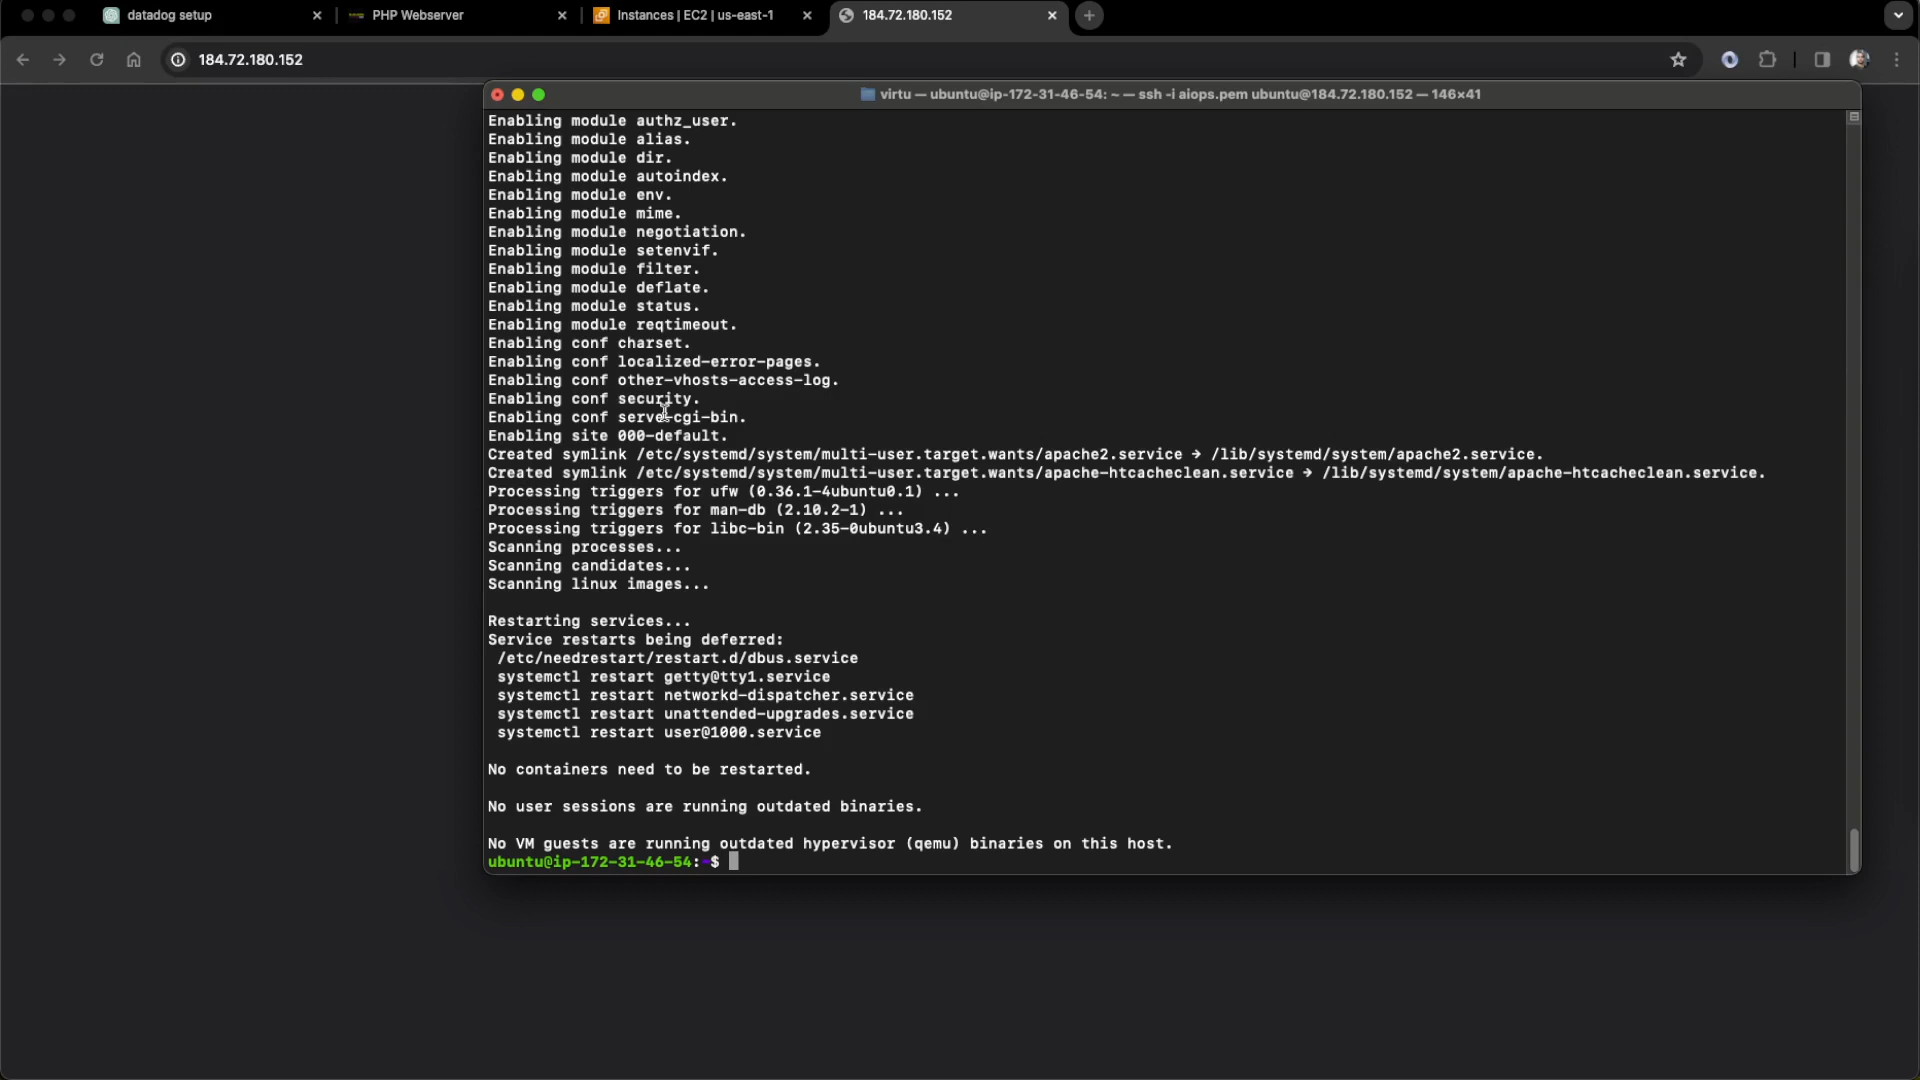 datadog setup
PHP Webserver
Instances | EC2 | us-east-1
184.72.180.152
184.72.180.152
virtu — ubuntu@ip-172-31-46-54: ~ — ssh -i aiops.pem ubuntu@184.72.180.152 — 146×41
Enabling module authz_user.
Enabling module alias.
Enabling module dir.
Enabling module autoindex.
Enabling module env.
Enabling module mime.
Enabling module negotiation.
Enabling module setenvif.
Enabling module filter.
Enabling module deflate.
Enabling module status.
Enabling module reqtimeout.
Enabling conf charset.
Enabling conf localized-error-pages.
Enabling conf other-vhosts-access-log.
Enabling conf security.
Enabling conf serve-cgi-bin.
Enabling site 000-default.
Created symlink /etc/systemd/system/multi-user.target.wants/apache2.service → /lib/systemd/system/apache2.service.
Created symlink /etc/systemd/system/multi-user.target.wants/apache-htcacheclean.service → /lib/systemd/system/apache-htcacheclean.service.
Processing triggers for ufw (0.36.1-4ubuntu0.1) ...
Processing triggers for man-db (2.10.2-1) ...
Processing triggers for libc-bin (2.35-0ubuntu3.4) ...
Scanning processes...
Scanning candidates...
Scanning linux images...
Restarting services...
Service restarts being deferred:
/etc/needrestart/restart.d/dbus.service
systemctl restart getty@tty1.service
systemctl restart networkd-dispatcher.service
systemctl restart unattended-upgrades.service
systemctl restart user@1000.service
No containers need to be restarted.
No user sessions are running outdated binaries.
No VM guests are running outdated hypervisor (qemu) binaries on this host.
ubuntu@ip-172-31-46-54:~$